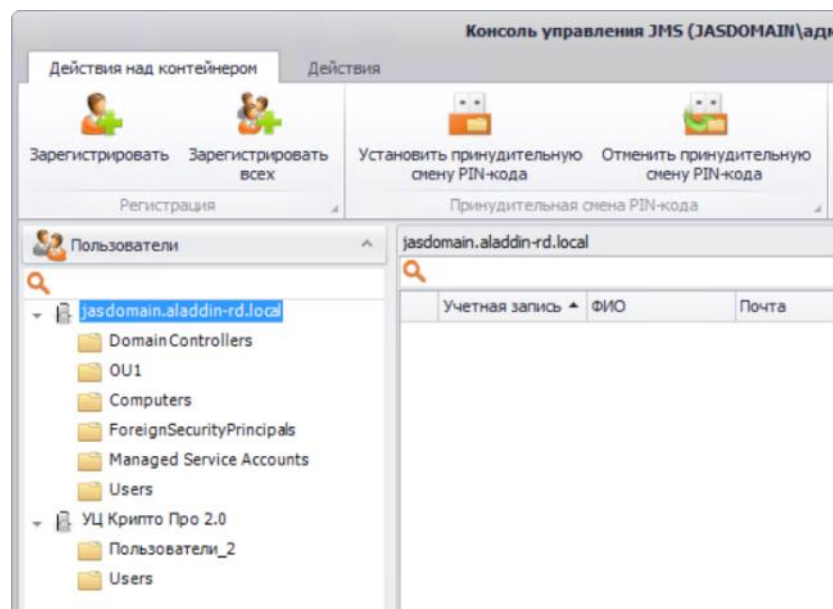 Консоль управления JMS (JASDOMAIN\адм
Действия над контейнером Действия
Зарегистрировать Зарегистрировать всех Установить принудительную смену PIN-кода Отменить принудительную смену PIN-кода
Регистрация Принудительная смена PIN-кода
Пользователи
jasdomain.aladdin-rd.local
Учетная запись ФИО Почта
jasdomain.aladdin-rd.local
Domain Controllers
OU1
Computers
ForeignSecurityPrincipals
Managed Service Accounts
Users
УЦ Крипто Про 2.0
Пользователи_2
Users